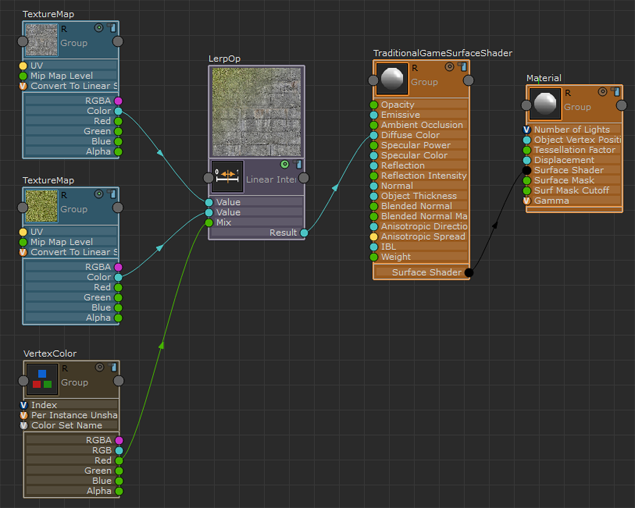 TextureMap
R
Group
UV
Mip Map Level
Convert To Linear S
RGBA
Color
Red
Green
Blue
Alpha
TextureMap
R
Group
UV
Mip Map Level
Convert To Linear S
RGBA
Color
Red
Green
Blue
Alpha
VertexColor
R
Group
Index
Per Instance Unsha
Color Set Name
RGBA
RGB
Red
Green
Blue
Alpha
LerpOp
Linear Inter
Value
Value
Mix
Result
TraditionalGameSurfaceShader
R
Group
Opacity
Emissive
Ambient Occlusion
Diffuse Color
Specular Power
Specular Color
Reflection
Reflection Intensity
Normal
Object Thickness
Blended Normal
Blended Normal Ma
Anisotropic Directio
Anisotropic Spread
IBL
Weight
Surface Shader
Material
R
Group
Number of Lights
Object Vertex Positi
Tessellation Factor
Displacement
Surface Shader
Surface Mask
Surf Mask Cutoff
Gamma